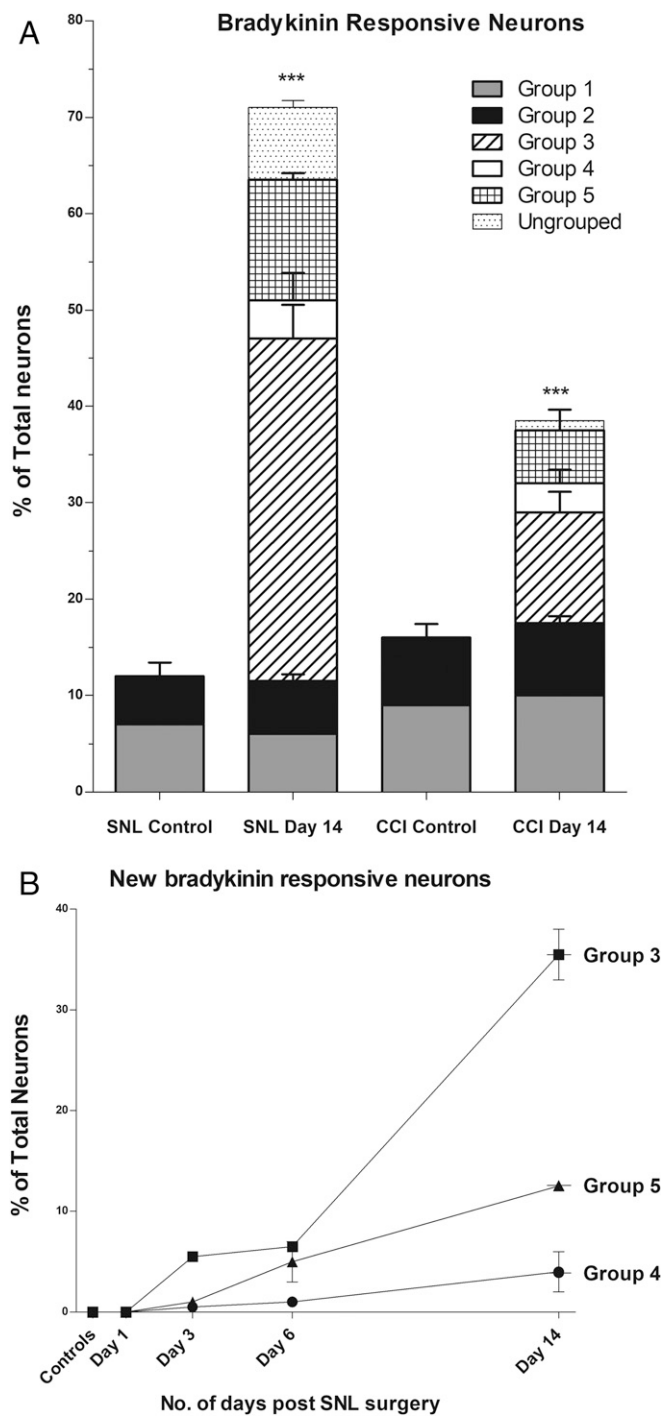 A
Bradykinin Responsive Neurons
80
70
60
50
40
30
20
10
0
% of Total neurons
***
***
Group 1
Group 2
Group 3
Group 4
Group 5
Ungrouped
SNL Control
SNL Day 14
CCI Control
CCI Day 14
B
New bradykinin responsive neurons
40
30
20
10
0
% of Total Neurons
Group 3
Group 5
Group 4
Controls
Day 1
Day 3
Day 6
Day 14
No. of days post SNL surgery